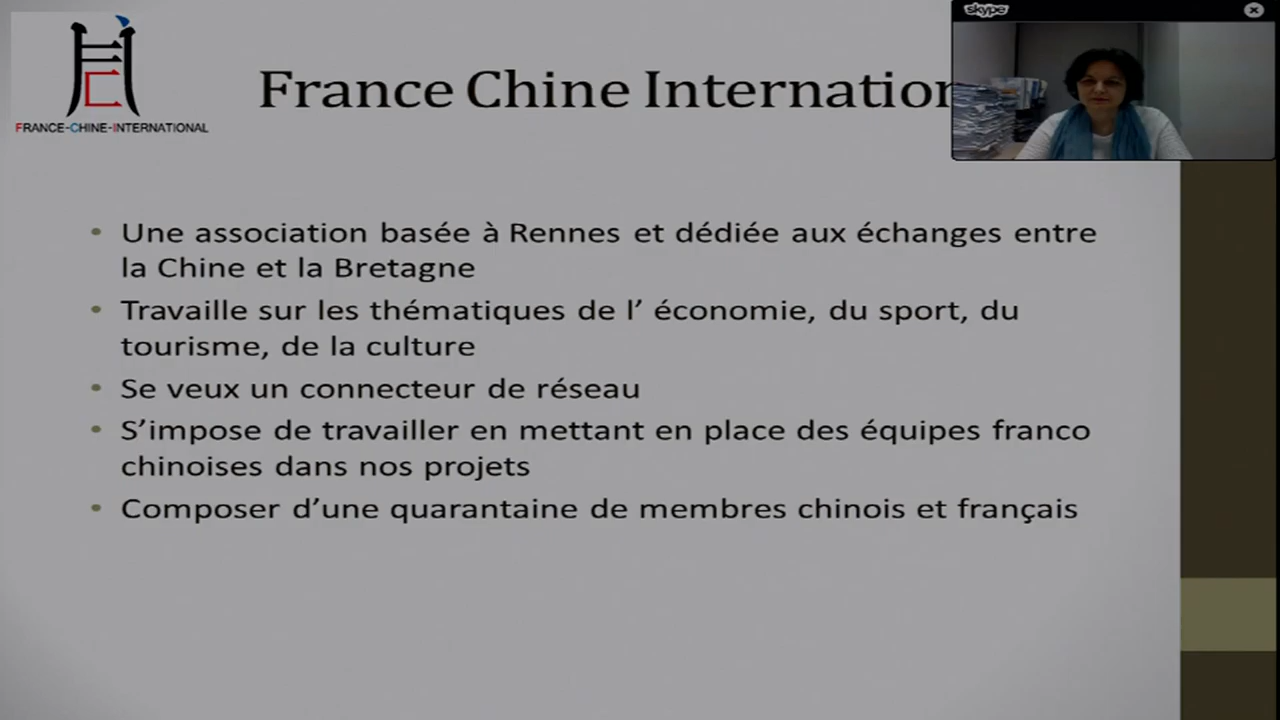 skype
France Chine Internation
FRANCE-CHINE-INTERNATIONAL
• Une association basée à Rennes et dédiée aux échanges entre
la Chine et la Bretagne
• Travaille sur les thématiques de l’ économie, du sport, du
tourisme, de la culture
• Se veux un connecteur de réseau
• S’impose de travailler en mettant en place des équipes franco
chinoises dans nos projets
• Composer d’une quarantaine de membres chinois et français